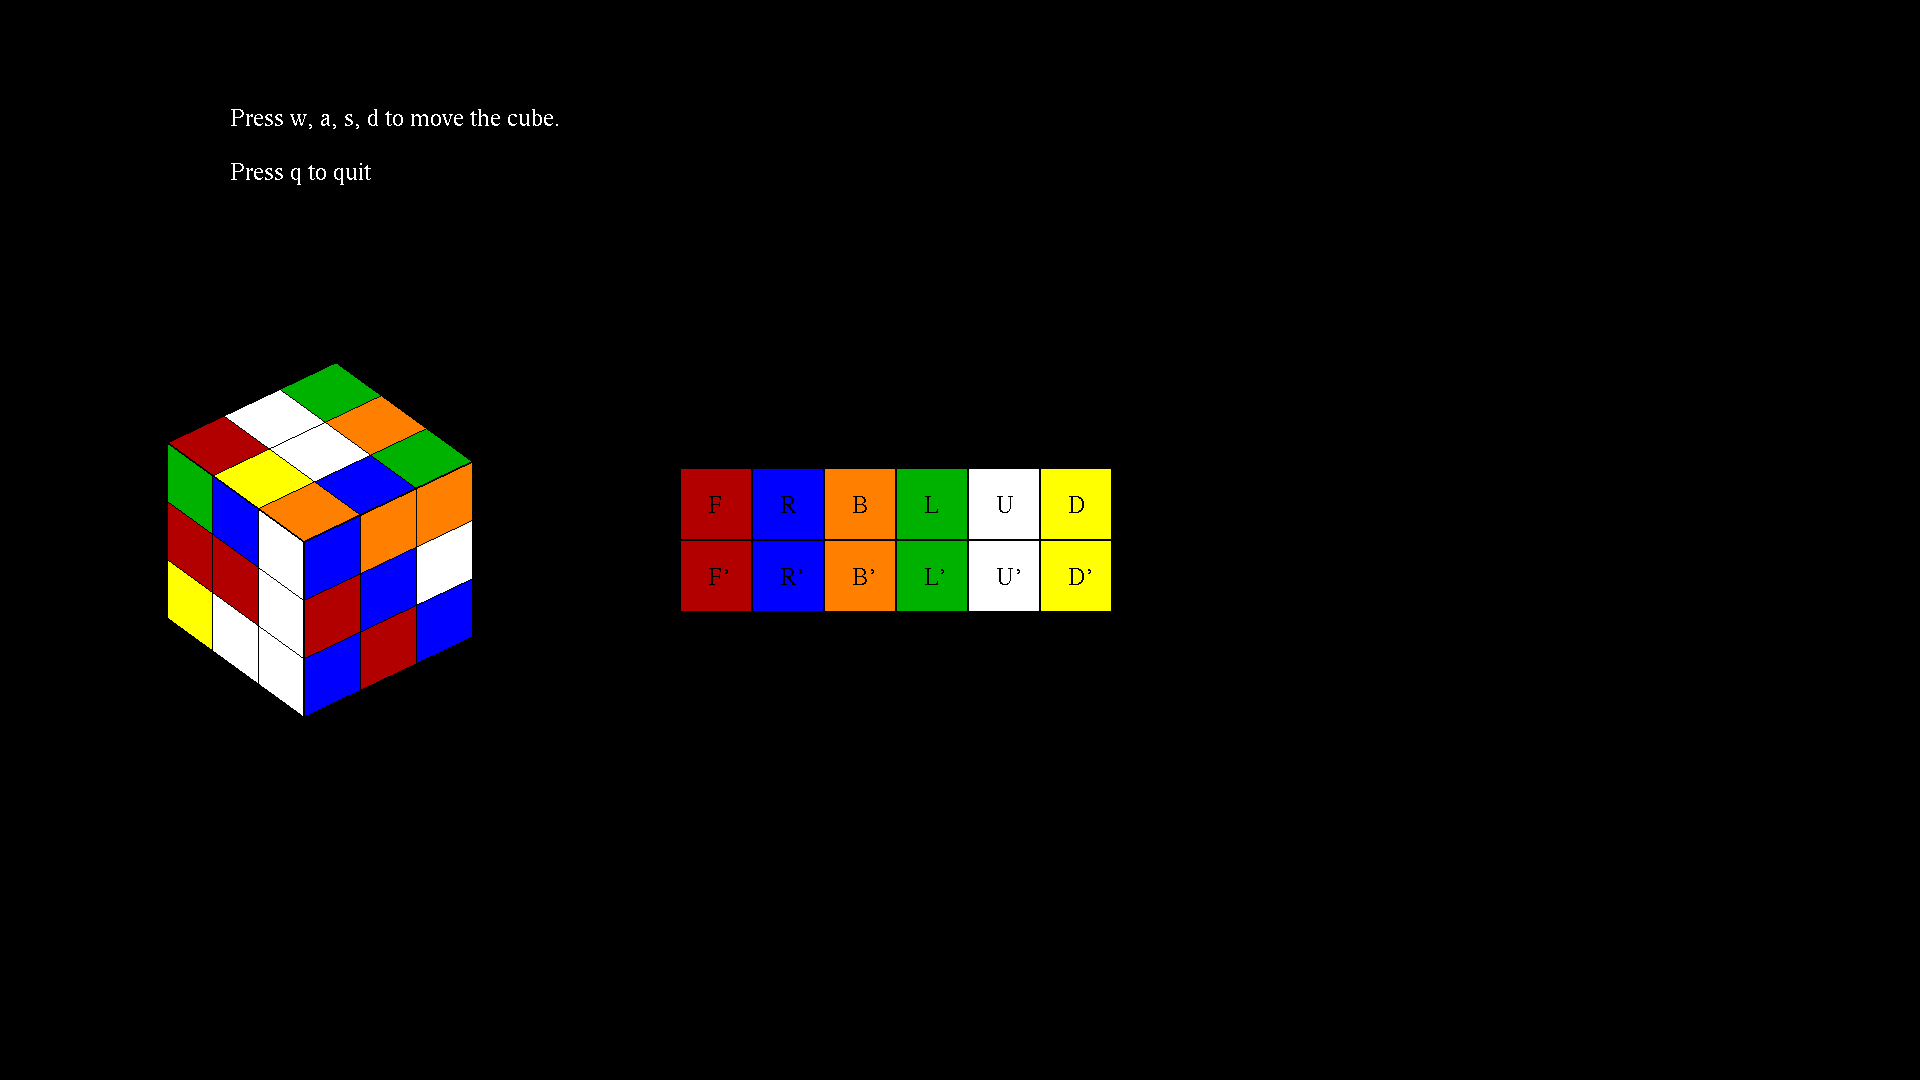 Press w, a, s, d to move the cube.
Press q to quit
F R B L U D
F’ R’ B’ L’ U’ D’